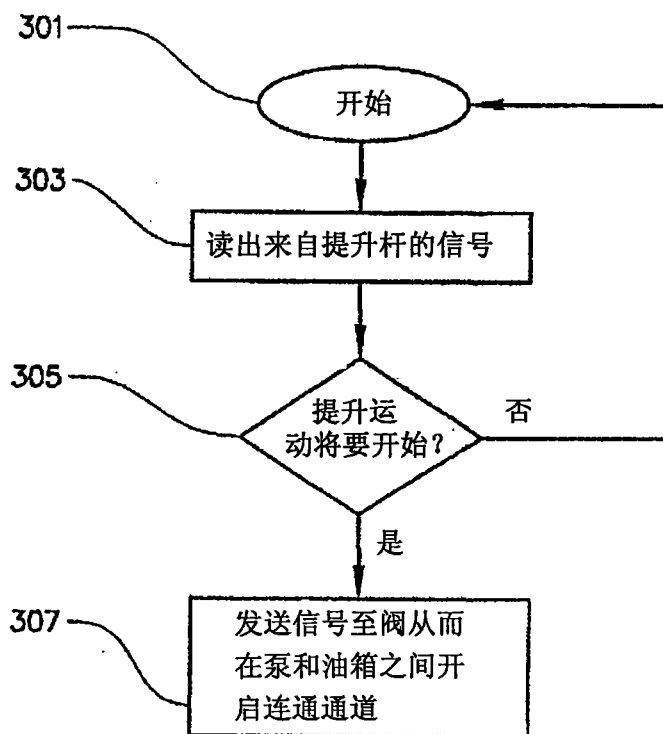 301
开始
303
读出来自提升杆的信号
305
提升运
动将要开始?
否
是
307
发送信号至阀从而
在泵和油箱之间开
启连通通道